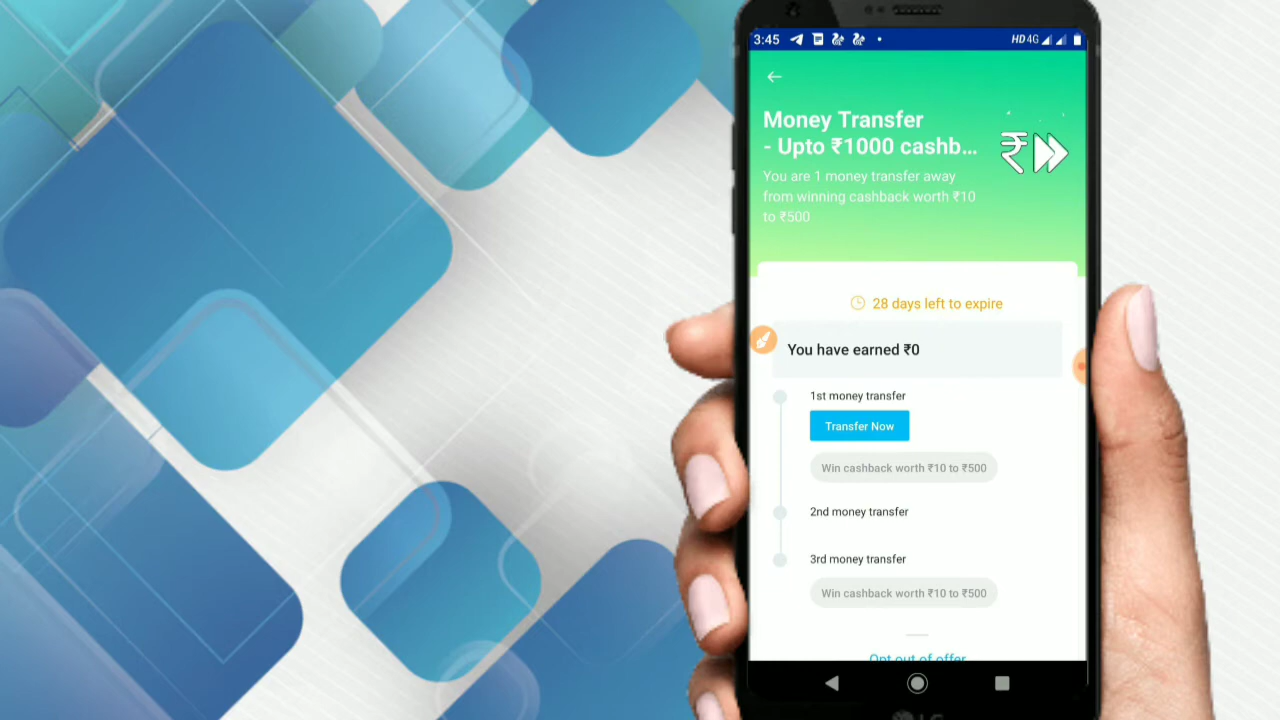 3:45
HD 4G
Money Transfer
- Upto ₹1000 cashb...
You are 1 money transfer away
from winning cashback worth ₹10
to ₹500
₹
28 days left to expire
You have earned ₹0
1st money transfer
Transfer Now
Win cashback worth ₹10 to ₹500
2nd money transfer
3rd money transfer
Win cashback worth ₹10 to ₹500
Opt out of offer
LG